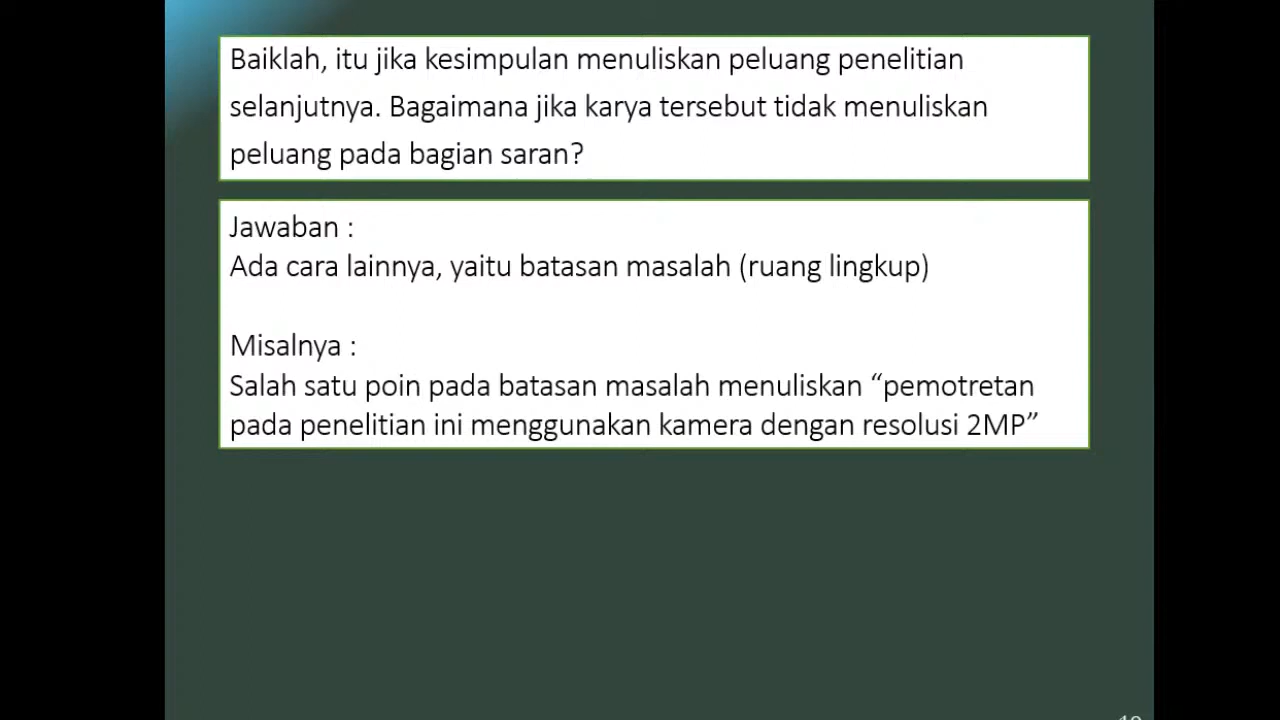 Baiklah, itu jika kesimpulan menuliskan peluang penelitian
selanjutnya. Bagaimana jika karya tersebut tidak menuliskan
peluang pada bagian saran?
Jawaban :
Ada cara lainnya, yaitu batasan masalah (ruang lingkup)
Misalnya :
Salah satu poin pada batasan masalah menuliskan “pemotretan
pada penelitian ini menggunakan kamera dengan resolusi 2MP”